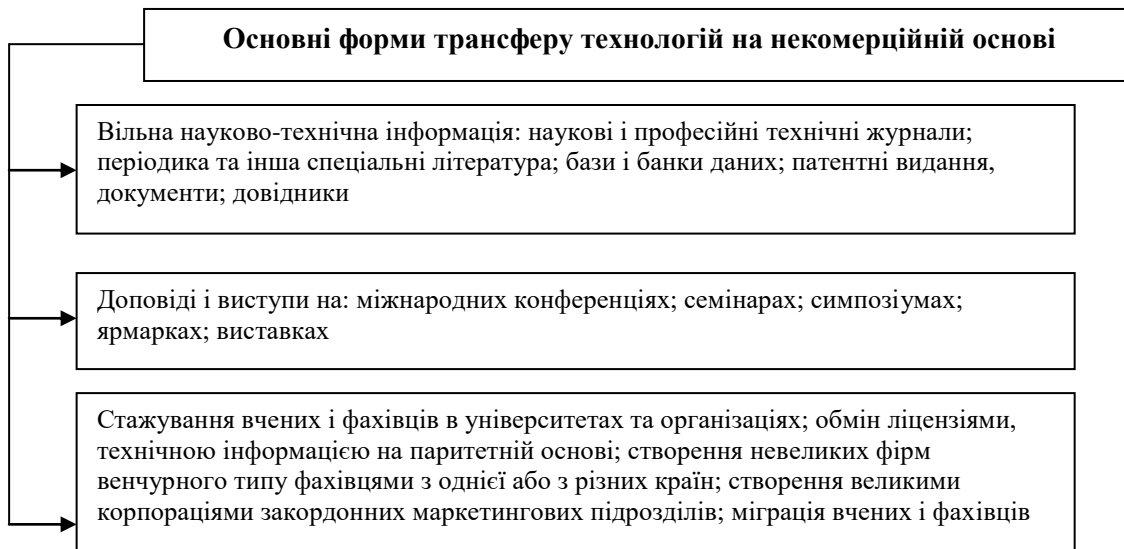 Основні форми трансферу технологій на некомерційній основі
Вільна науково-технічна інформація: наукові і професійні технічні журнали;
періодика та інша спеціальні література; бази і банки даних; патентні видання,
документи; довідники
Доповіді і виступи на: міжнародних конференціях; семінарах; симпозіумах;
ярмарках; виставках
Стажування вчених і фахівців в університетах та організаціях; обмін ліцензіями,
технічною інформацією на паритетній основі; створення невеликих фірм
венчурного типу фахівцями з однієї або з різних країн; створення великими
корпораціями закордонних маркетингових підрозділів; міграція вчених і фахівців